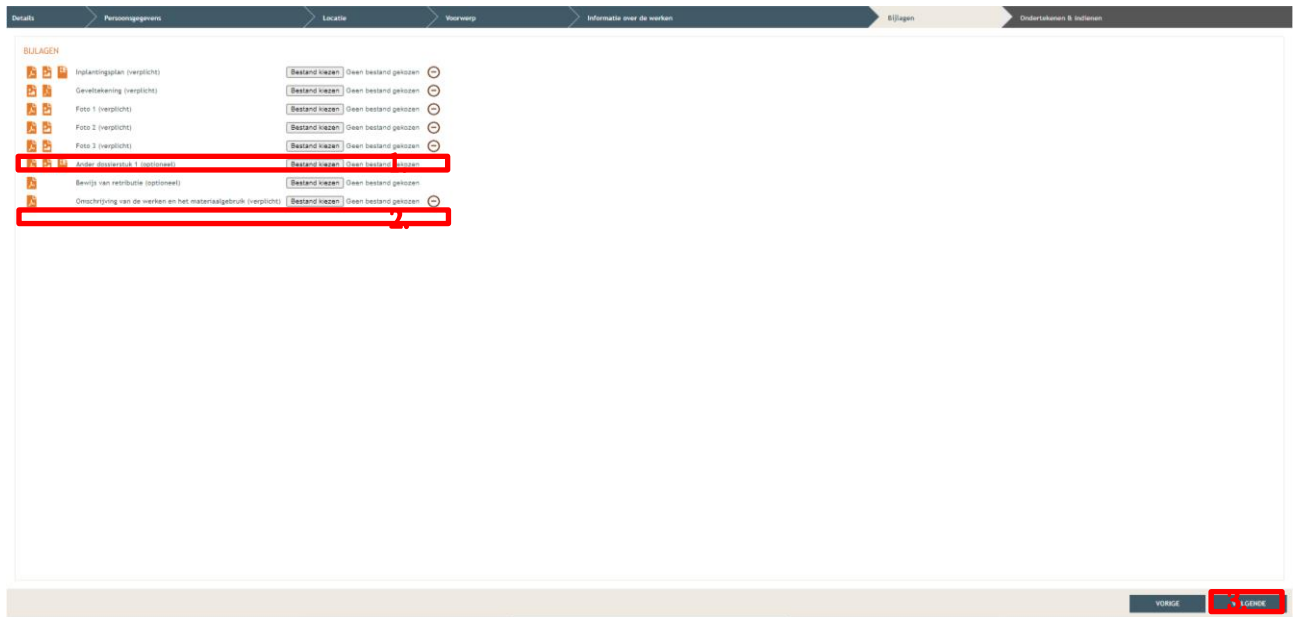 Details Persoonsgegevens Locatie Voorwerp Informatie over de werken Bijlagen Ondertekenen & indienen
BIJLAGEN
Inplantingsplan (verplicht) Bestand kiezen Geen bestand gekozen
Geveltekening (verplicht) Bestand kiezen Geen bestand gekozen
Foto 1 (verplicht) Bestand kiezen Geen bestand gekozen
Foto 2 (verplicht) Bestand kiezen Geen bestand gekozen
Foto 3 (verplicht) Bestand kiezen Geen bestand gekozen
Ander dossierstuk 1 (optioneel) Bestand kiezen Geen bestand gekozen
Bewijs van retributie (optioneel) Bestand kiezen Geen bestand gekozen
Omschrijving van de werken en het materiaalgebruik (verplicht) Bestand kiezen Geen bestand gekozen
2.
VORIGE VOLGENDE